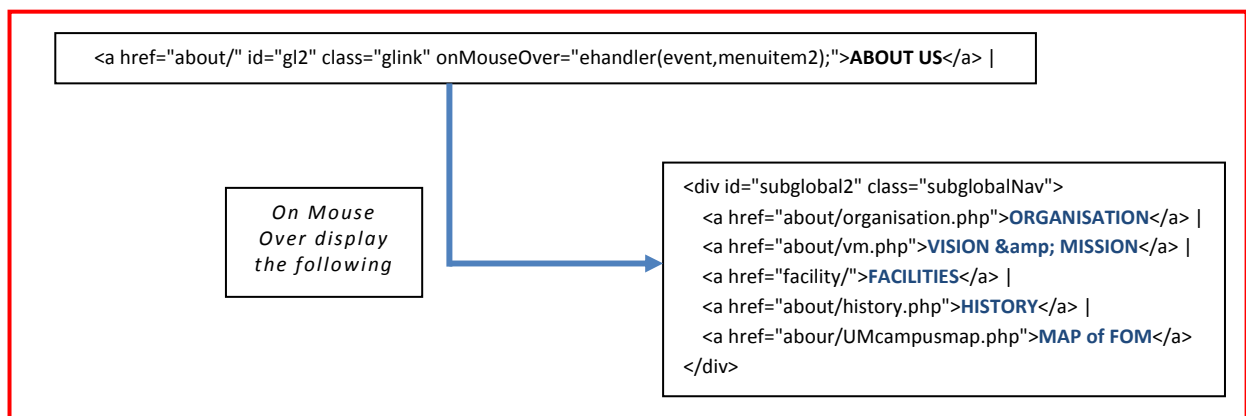 <a href="about/" id="gl2" class="glink" onMouseOver="ehandler(event,menuitem2);">ABOUT US</a> |
On Mouse
Over display
the following
<div id="subglobal2" class="subglobalNav">
<a href="about/organisation.php">ORGANISATION</a> |
<a href="about/vm.php">VISION &amp; MISSION</a> |
<a href="facility/">FACILITIES</a> |
<a href="about/history.php">HISTORY</a> |
<a href="abour/UMcampusmap.php">MAP of FOM</a>
</div>